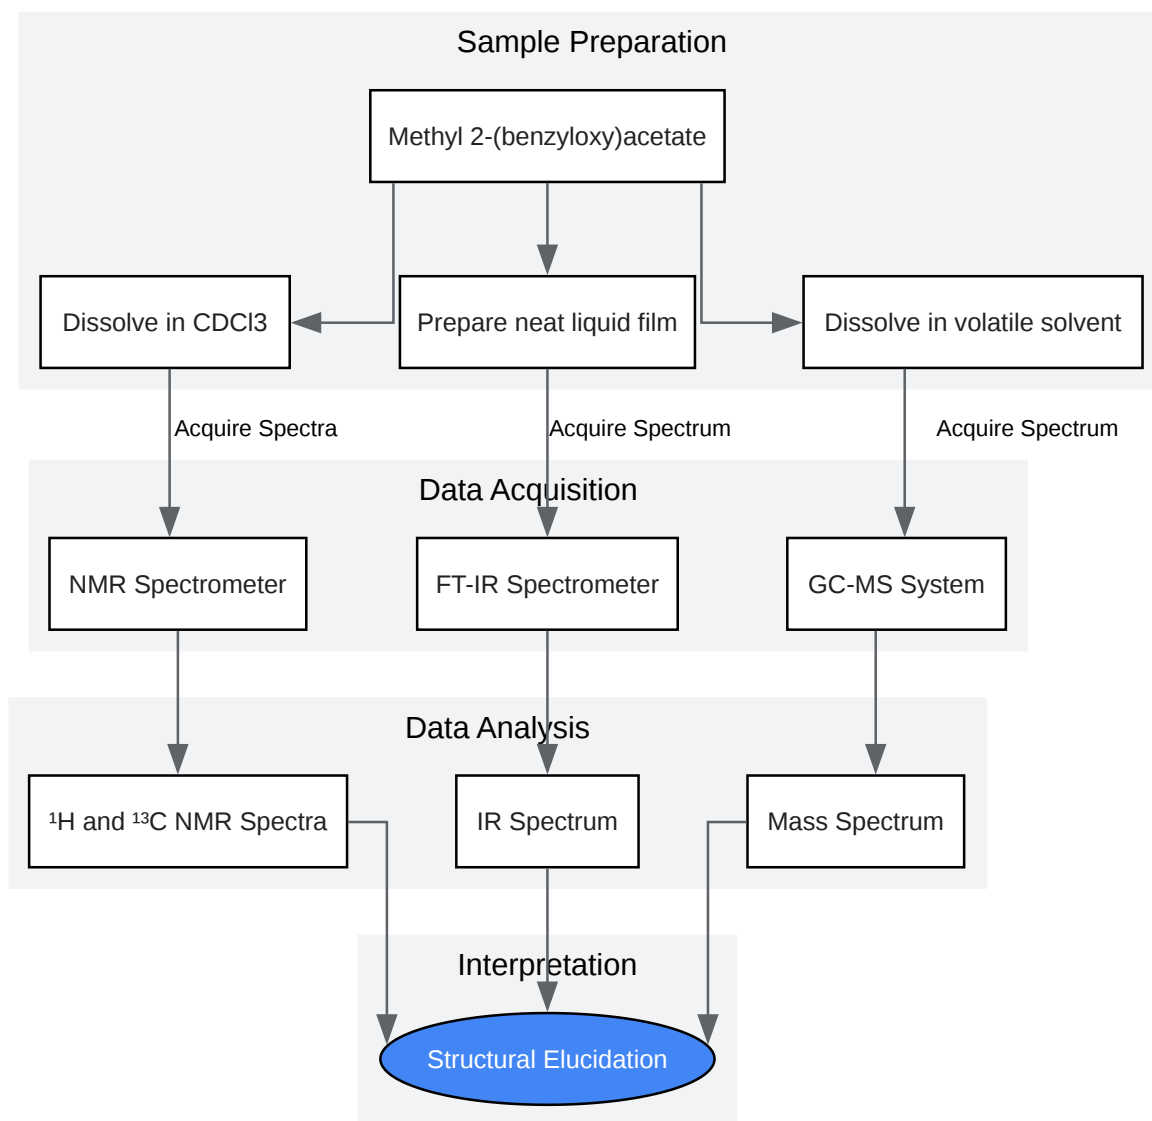 Sample Preparation
Methyl 2-(benzyloxy)acetate
Dissolve in CDCl3
Prepare neat liquid film
Dissolve in volatile solvent
Acquire Spectra
Acquire Spectrum
Acquire Spectrum
Data Acquisition
NMR Spectrometer
FT-IR Spectrometer
GC-MS System
Data Analysis
¹H and ¹³C NMR Spectra
IR Spectrum
Mass Spectrum
Interpretation
Structural Elucidation